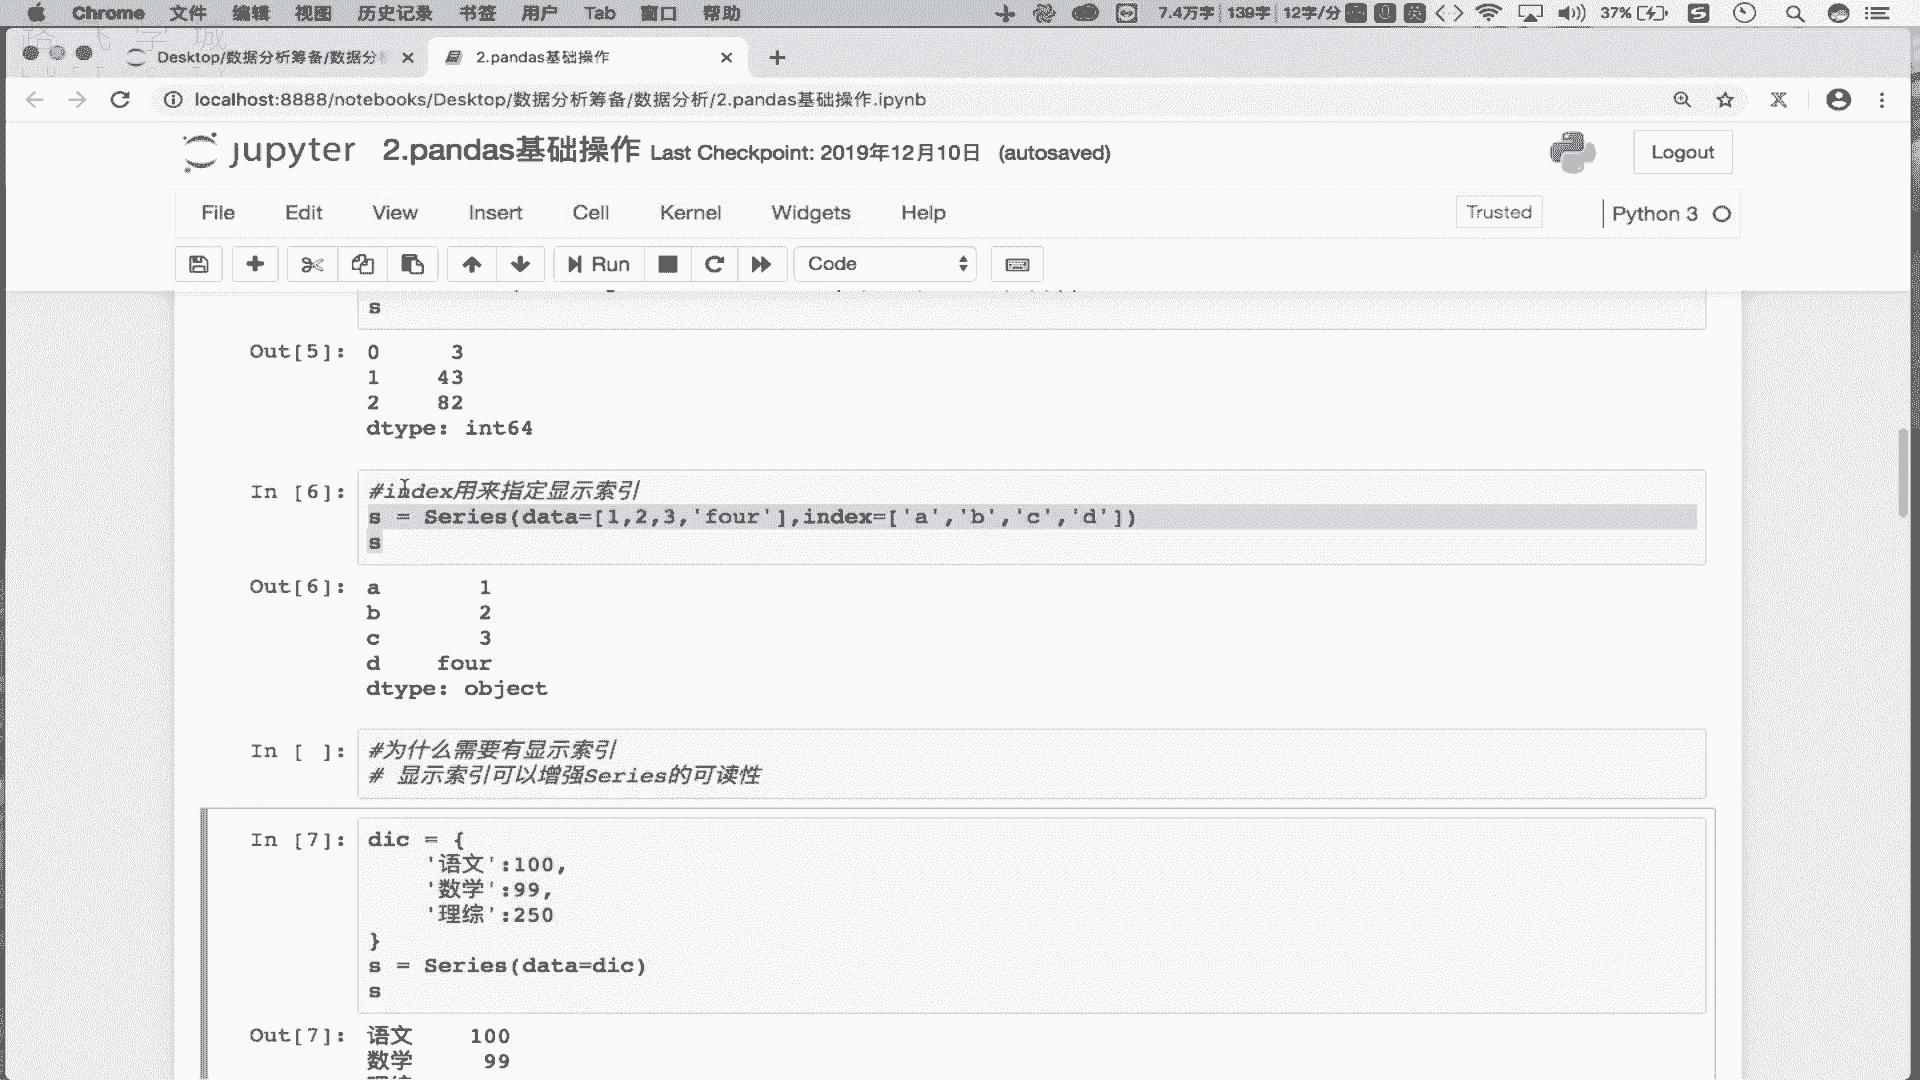 Chrome 文件 编辑 视图 历史记录 书签 用户 Tab 窗口 帮助 7.4万字 139字 12字/分 英 37%
Desktop/数据分析筹备/数据分
2.pandas基础操作
localhost:8888/notebooks/Desktop/数据分析筹备/数据分析/2.pandas基础操作.ipynb
jupyter 2.pandas基础操作 Last Checkpoint: 2019年12月10日 (autosaved)
Logout
File Edit View Insert Cell Kernel Widgets Help
Trusted
Python 3
Run
Code
s
Out[5]: 0 3
1 43
2 82
dtype: int64
In [6]: #index用来指定显示索引
s = Series(data=[1,2,3,'four'],index=['a','b','c','d'])
s
Out[6]: a 1
b 2
c 3
d four
dtype: object
In [ ]: #为什么需要有显示索引
# 显示索引可以增强Series的可读性
In [7]: dic = {
'语文':100,
'数学':99,
'理综':250
}
s = Series(data=dic)
s
Out[7]: 语文 100
数学 99